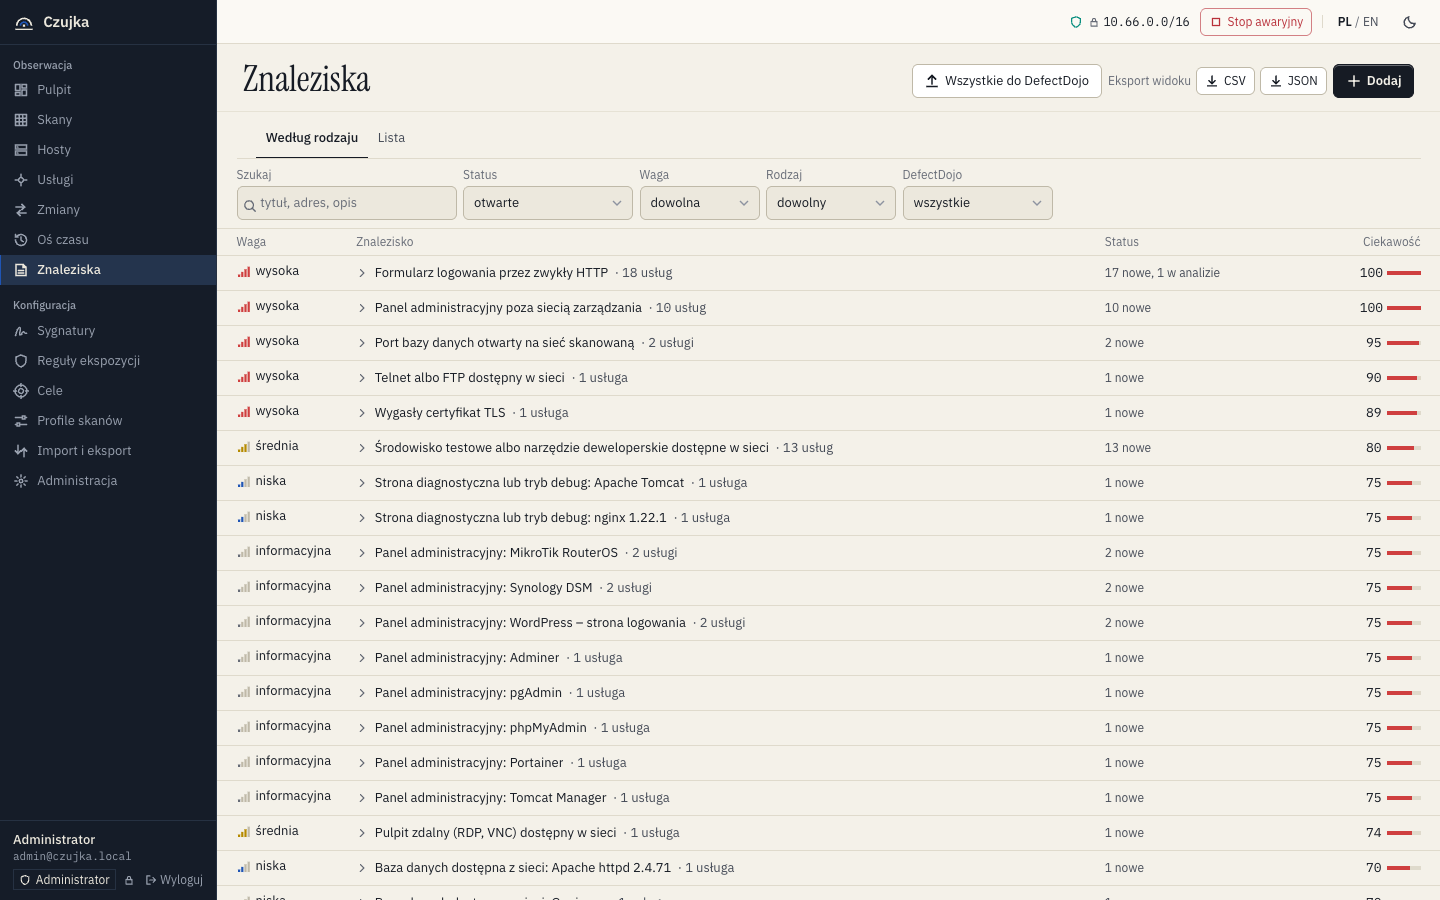 Czujka
10.66.0.0/16
Stop awaryjny
PL / EN
Obserwacja
Pulpit
Skany
Hosty
Usługi
Zmiany
Oś czasu
Znaleziska
Konfiguracja
Sygnatury
Reguły ekspozycji
Cele
Profile skanów
Import i eksport
Administracja
Administrator
admin@czujka.local
Administrator
Wyloguj
Znaleziska
Wszystkie do DefectDojo
Eksport widoku
CSV
JSON
Dodaj
Według rodzaju
Lista
Szukaj
Status
Waga
Rodzaj
DefectDojo
tytuł, adres, opis
otwarte
dowolna
dowolny
wszystkie
Waga Znalezisko Status Ciekawość
wysoka Formularz logowania przez zwykły HTTP · 18 usług 17 nowe, 1 w analizie 100
wysoka Panel administracyjny poza siecią zarządzania · 10 usług 10 nowe 100
wysoka Port bazy danych otwarty na sieć skanowaną · 2 usługi 2 nowe 95
wysoka Telnet albo FTP dostępny w sieci · 1 usługa 1 nowe 90
wysoka Wygasły certyfikat TLS · 1 usługa 1 nowe 89
średnia Środowisko testowe albo narzędzie deweloperskie dostępne w sieci · 13 usług 13 nowe 80
niska Strona diagnostyczna lub tryb debug: Apache Tomcat · 1 usługa 1 nowe 75
niska Strona diagnostyczna lub tryb debug: nginx 1.22.1 · 1 usługa 1 nowe 75
informacyjna Panel administracyjny: MikroTik RouterOS · 2 usługi 2 nowe 75
informacyjna Panel administracyjny: Synology DSM · 2 usługi 2 nowe 75
informacyjna Panel administracyjny: WordPress – strona logowania · 2 usługi 2 nowe 75
informacyjna Panel administracyjny: Adminer · 1 usługa 1 nowe 75
informacyjna Panel administracyjny: pgAdmin · 1 usługa 1 nowe 75
informacyjna Panel administracyjny: phpMyAdmin · 1 usługa 1 nowe 75
informacyjna Panel administracyjny: Portainer · 1 usługa 1 nowe 75
informacyjna Panel administracyjny: Tomcat Manager · 1 usługa 1 nowe 75
średnia Pulpit zdalny (RDP, VNC) dostępny w sieci · 1 usługa 1 nowe 74
niska Baza danych dostępna z sieci: Apache httpd 2.4.71 · 1 usługa 1 nowe 70